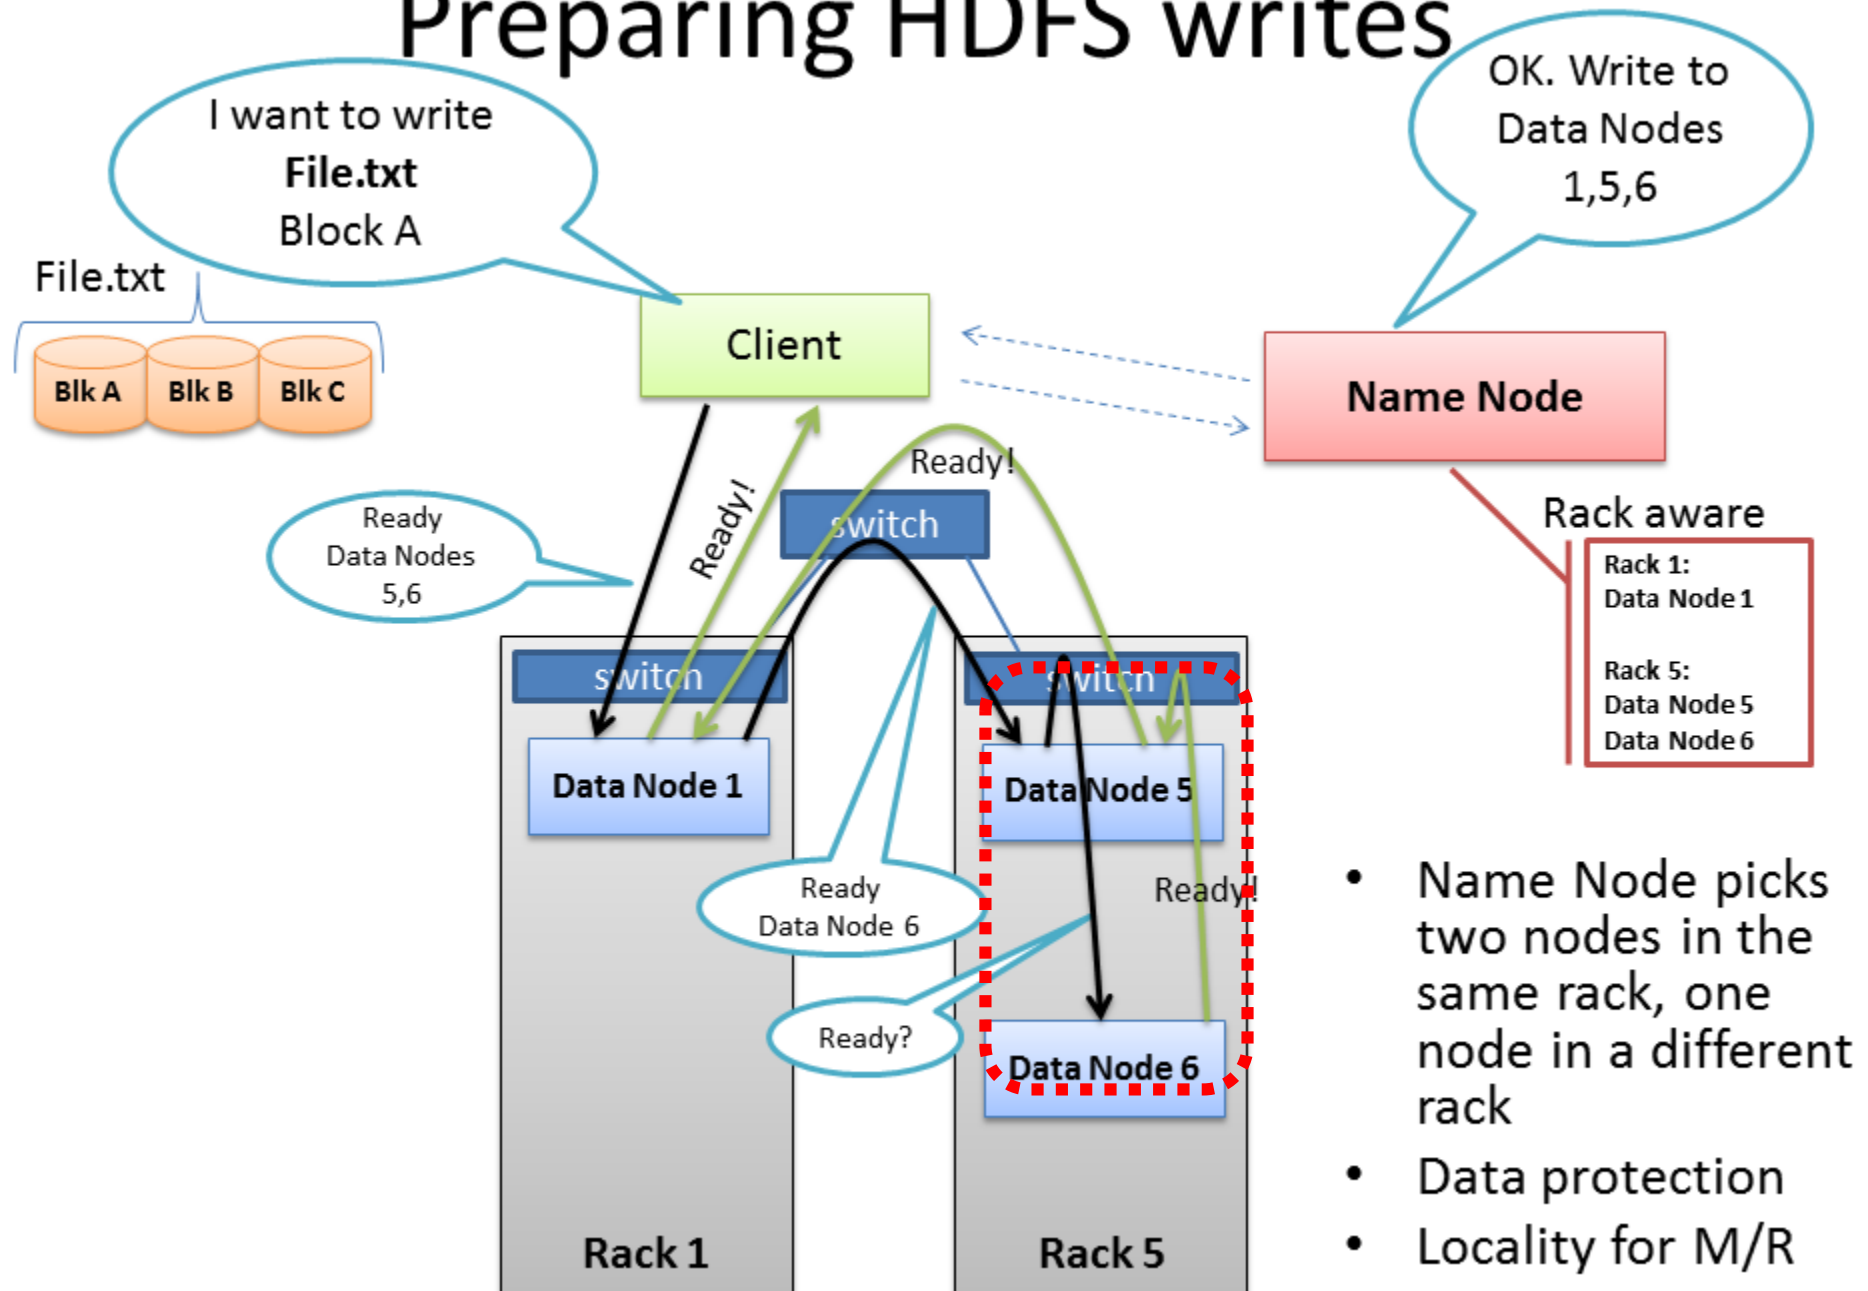 Preparing HDFS writes
I want to write
File.txt
Block A
OK. Write to
Data Nodes
1,5,6
File.txt
Blk A
Blk B
Blk C
Client
Name Node
Ready!
Ready!
switch
Ready
Data Nodes
5,6
Rack aware
Rack 1:
Data Node 1
Rack 5:
Data Node 5
Data Node 6
switch
switch
Data Node 1
Data Node 5
Ready
Data Node 6
Ready!
Ready?
Data Node 6
Rack 1
Rack 5
• Name Node picks
two nodes in the
same rack, one
node in a different
rack
• Data protection
• Locality for M/R